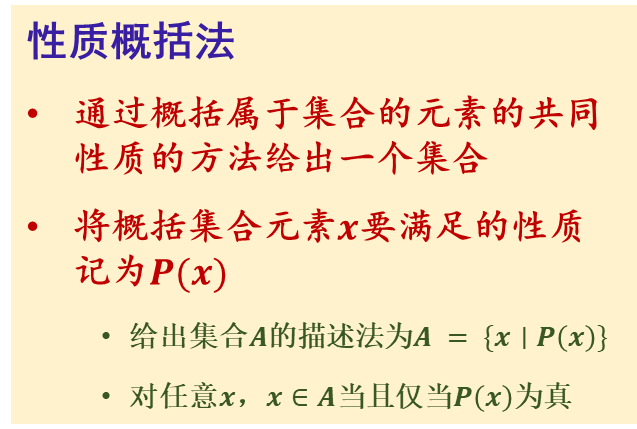 性质概括法
• 通过概括属于集合的元素的共同
性质的方法给出一个集合
• 将概括集合元素x要满足的性质
记为P(x)
• 给出集合A的描述法为A = {x | P(x)}
• 对任意x，x ∈ A当且仅当P(x)为真